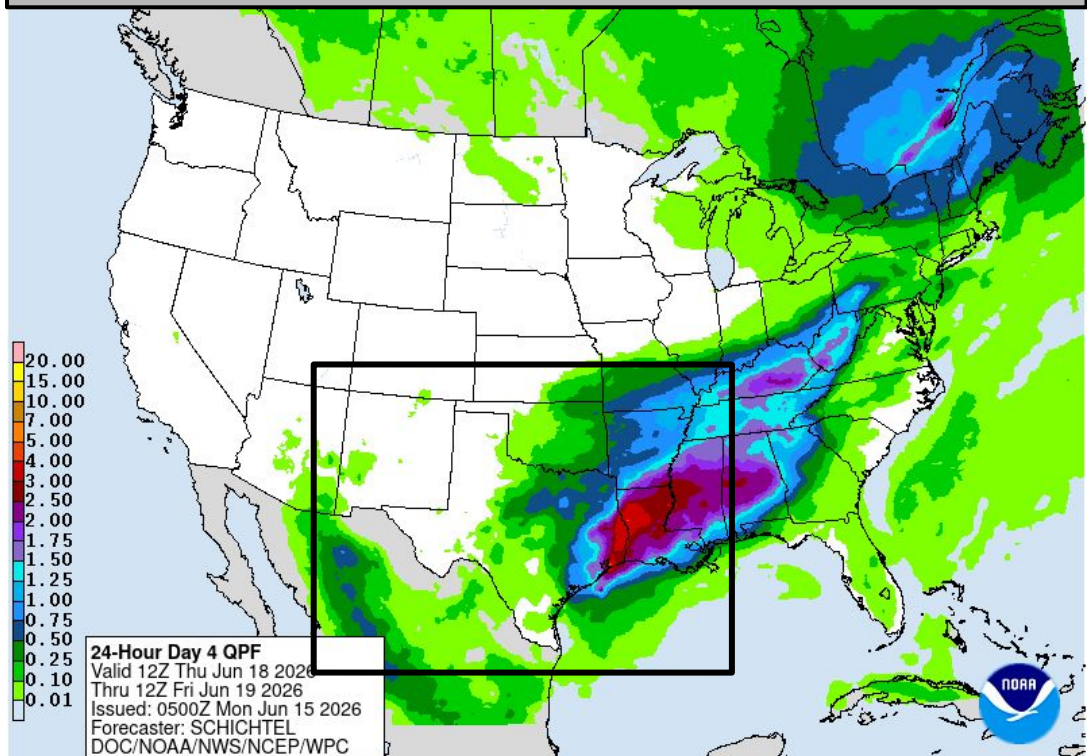 20.00
15.00
10.00
7.00
5.00
4.00
3.00
2.50
2.00
1.75
1.50
1.25
1.00
0.75
0.50
0.25
0.10
0.01
24-Hour Day 4 QPF
Valid 12Z Thu Jun 18 2026
Thru 12Z Fri Jun 19 2026
Issued: 0500Z Mon Jun 15 2026
Forecaster: SCHICHTEL
DOC/NOAA/NWS/NCEP/WPC
NOAA